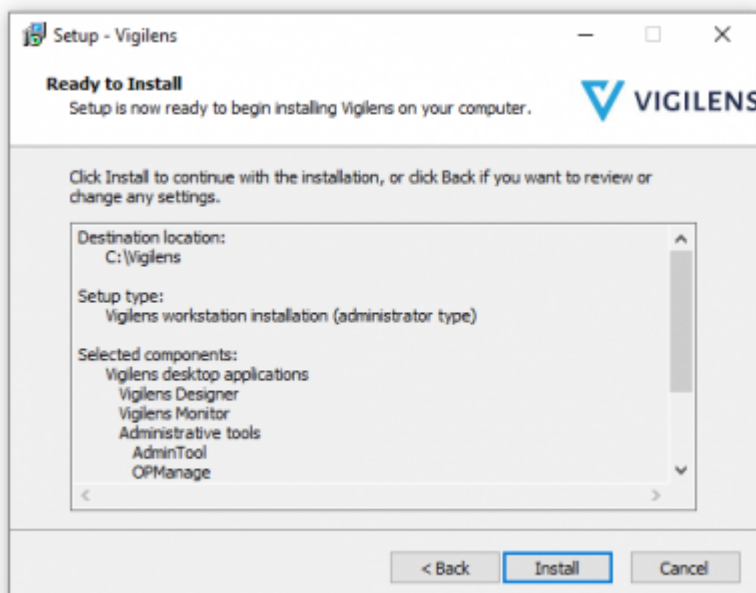 Setup - Vigilens
Ready to Install
Setup is now ready to begin installing Vigilens on your computer.
VIGILENS
Click Install to continue with the installation, or click Back if you want to review or
change any settings.
Destination location:
C:\Vigilens
Setup type:
Vigilens workstation installation (administrator type)
Selected components:
Vigilens desktop applications
Vigilens Designer
Vigilens Monitor
Administrative tools
AdminTool
OPManage
< Back
Install
Cancel